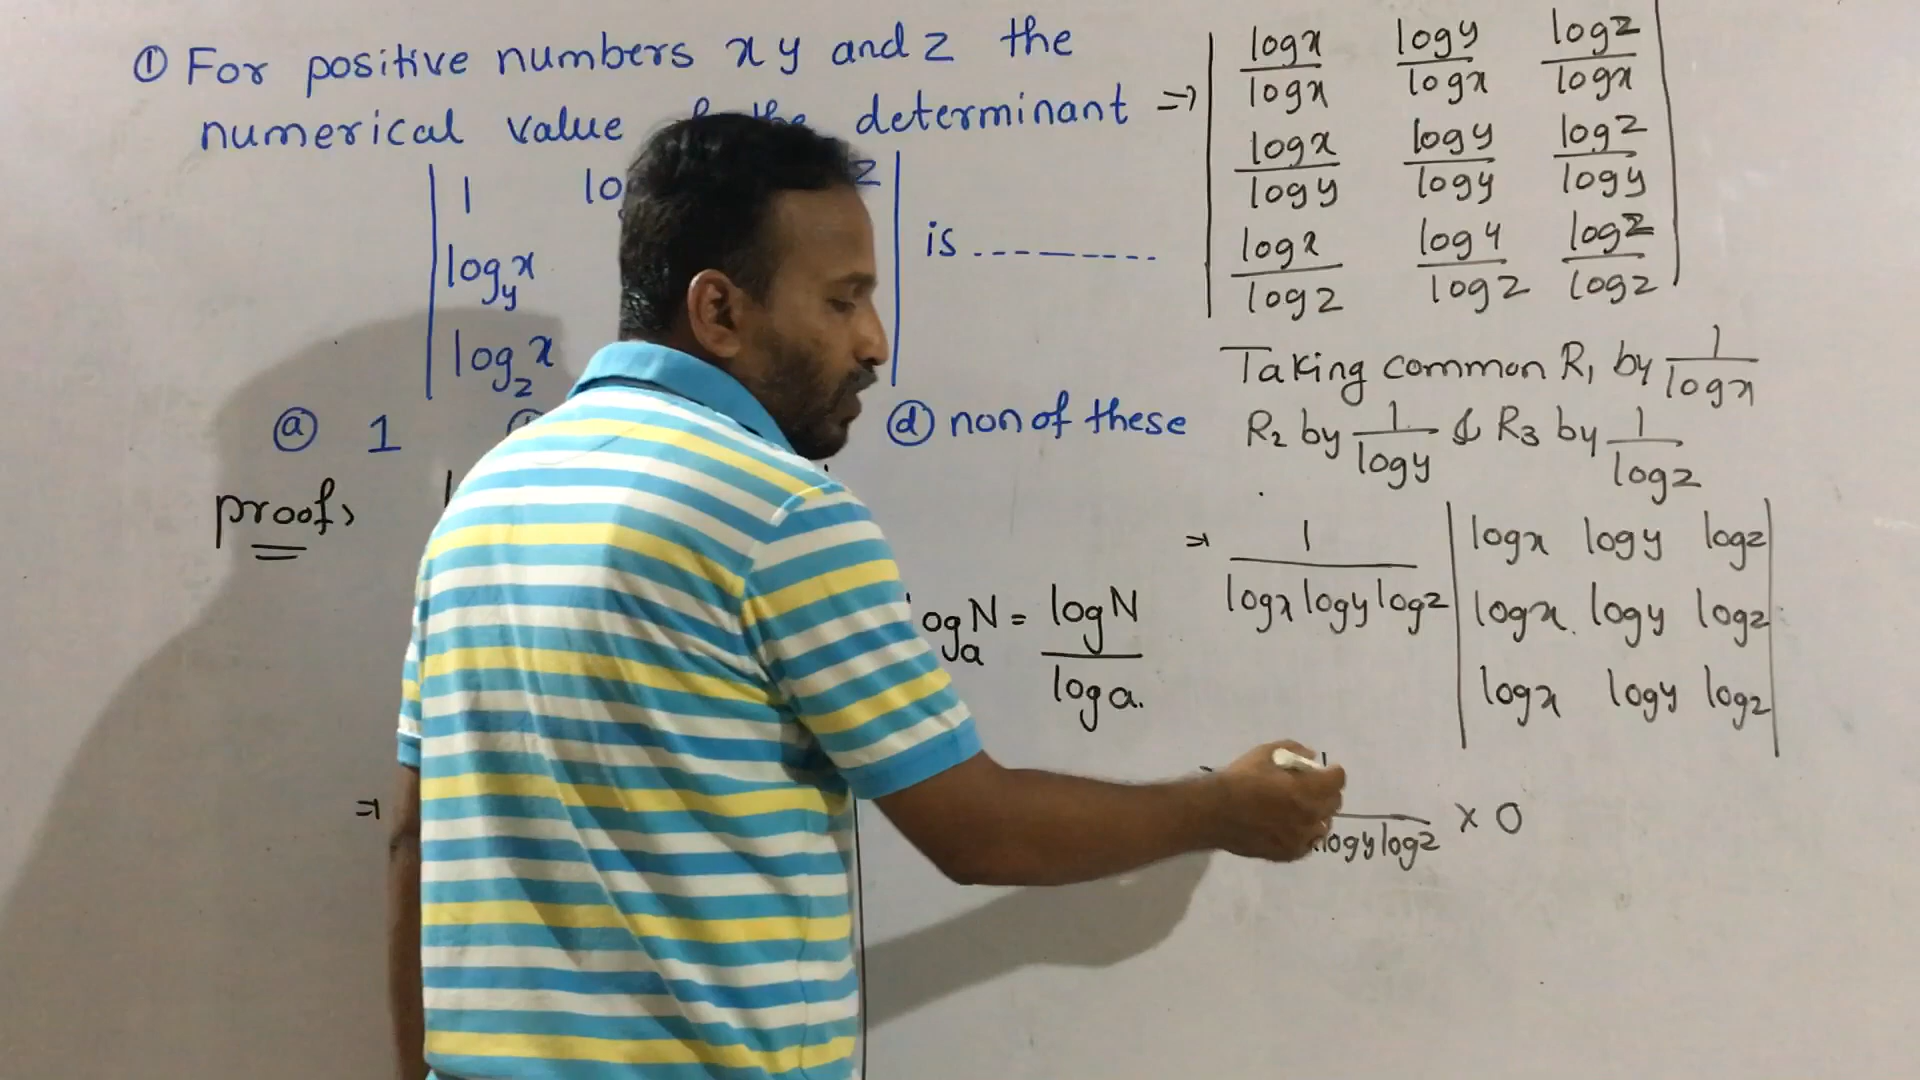 ① For positive numbers x y and z the
numerical value the determinant
1
log_y x
log_z x
is ---------
ⓐ 1 ⓓ non of these
proofs
log_a N = log N / log a.
⇒
⇒ | logx/logx logy/logx logz/logx |
| logx/logy logy/logy logz/logy |
| logx/logz logy/logz logz/logz |
Taking common R₁ by 1/logx
R₂ by 1/logy & R₃ by 1/logz
⇒ 1/(logx logy logz) | logx logy logz |
| logx logy logz |
| logx logy logz |
logy logz × 0